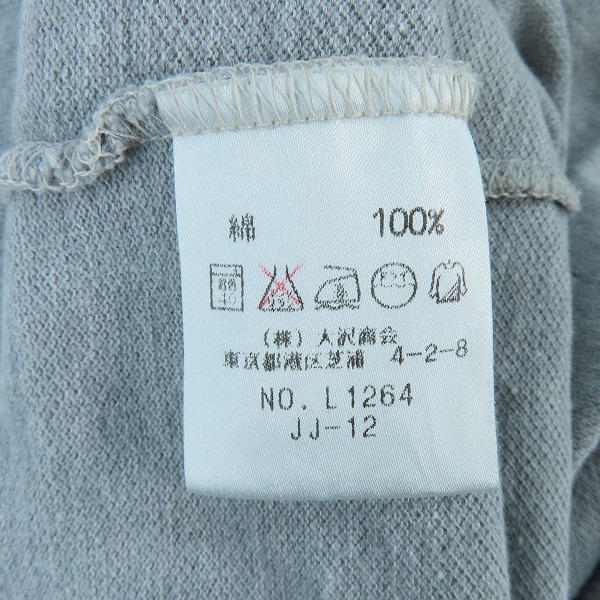 綿 100%
40
(株) 大沢商会
東京都港区芝浦 4-2-8
NO. L1264
JJ-12